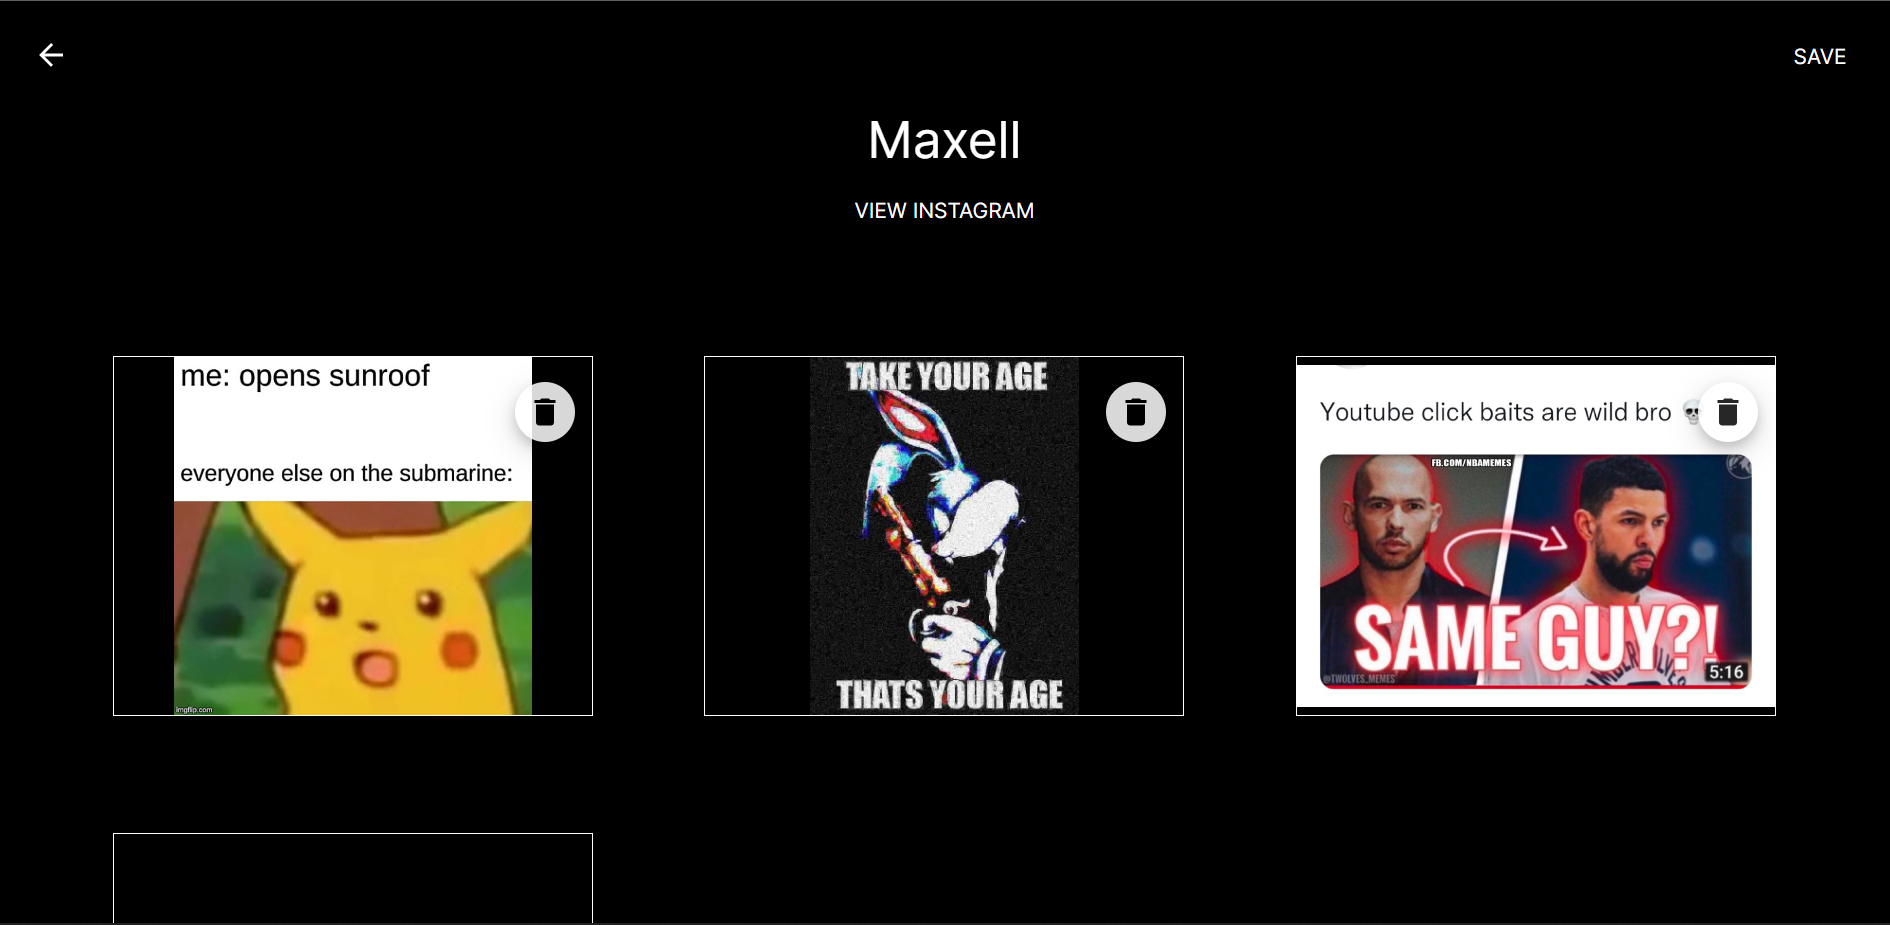 SAVE
Maxell
VIEW INSTAGRAM
me: opens sunroof
everyone else on the submarine:
imgflip.com
TAKE YOUR AGE
THATS YOUR AGE
Youtube click baits are wild bro 💀
FB.COM/NBAMEMES
SAME GUY?!
@TWOLVES_MEMES
5:16